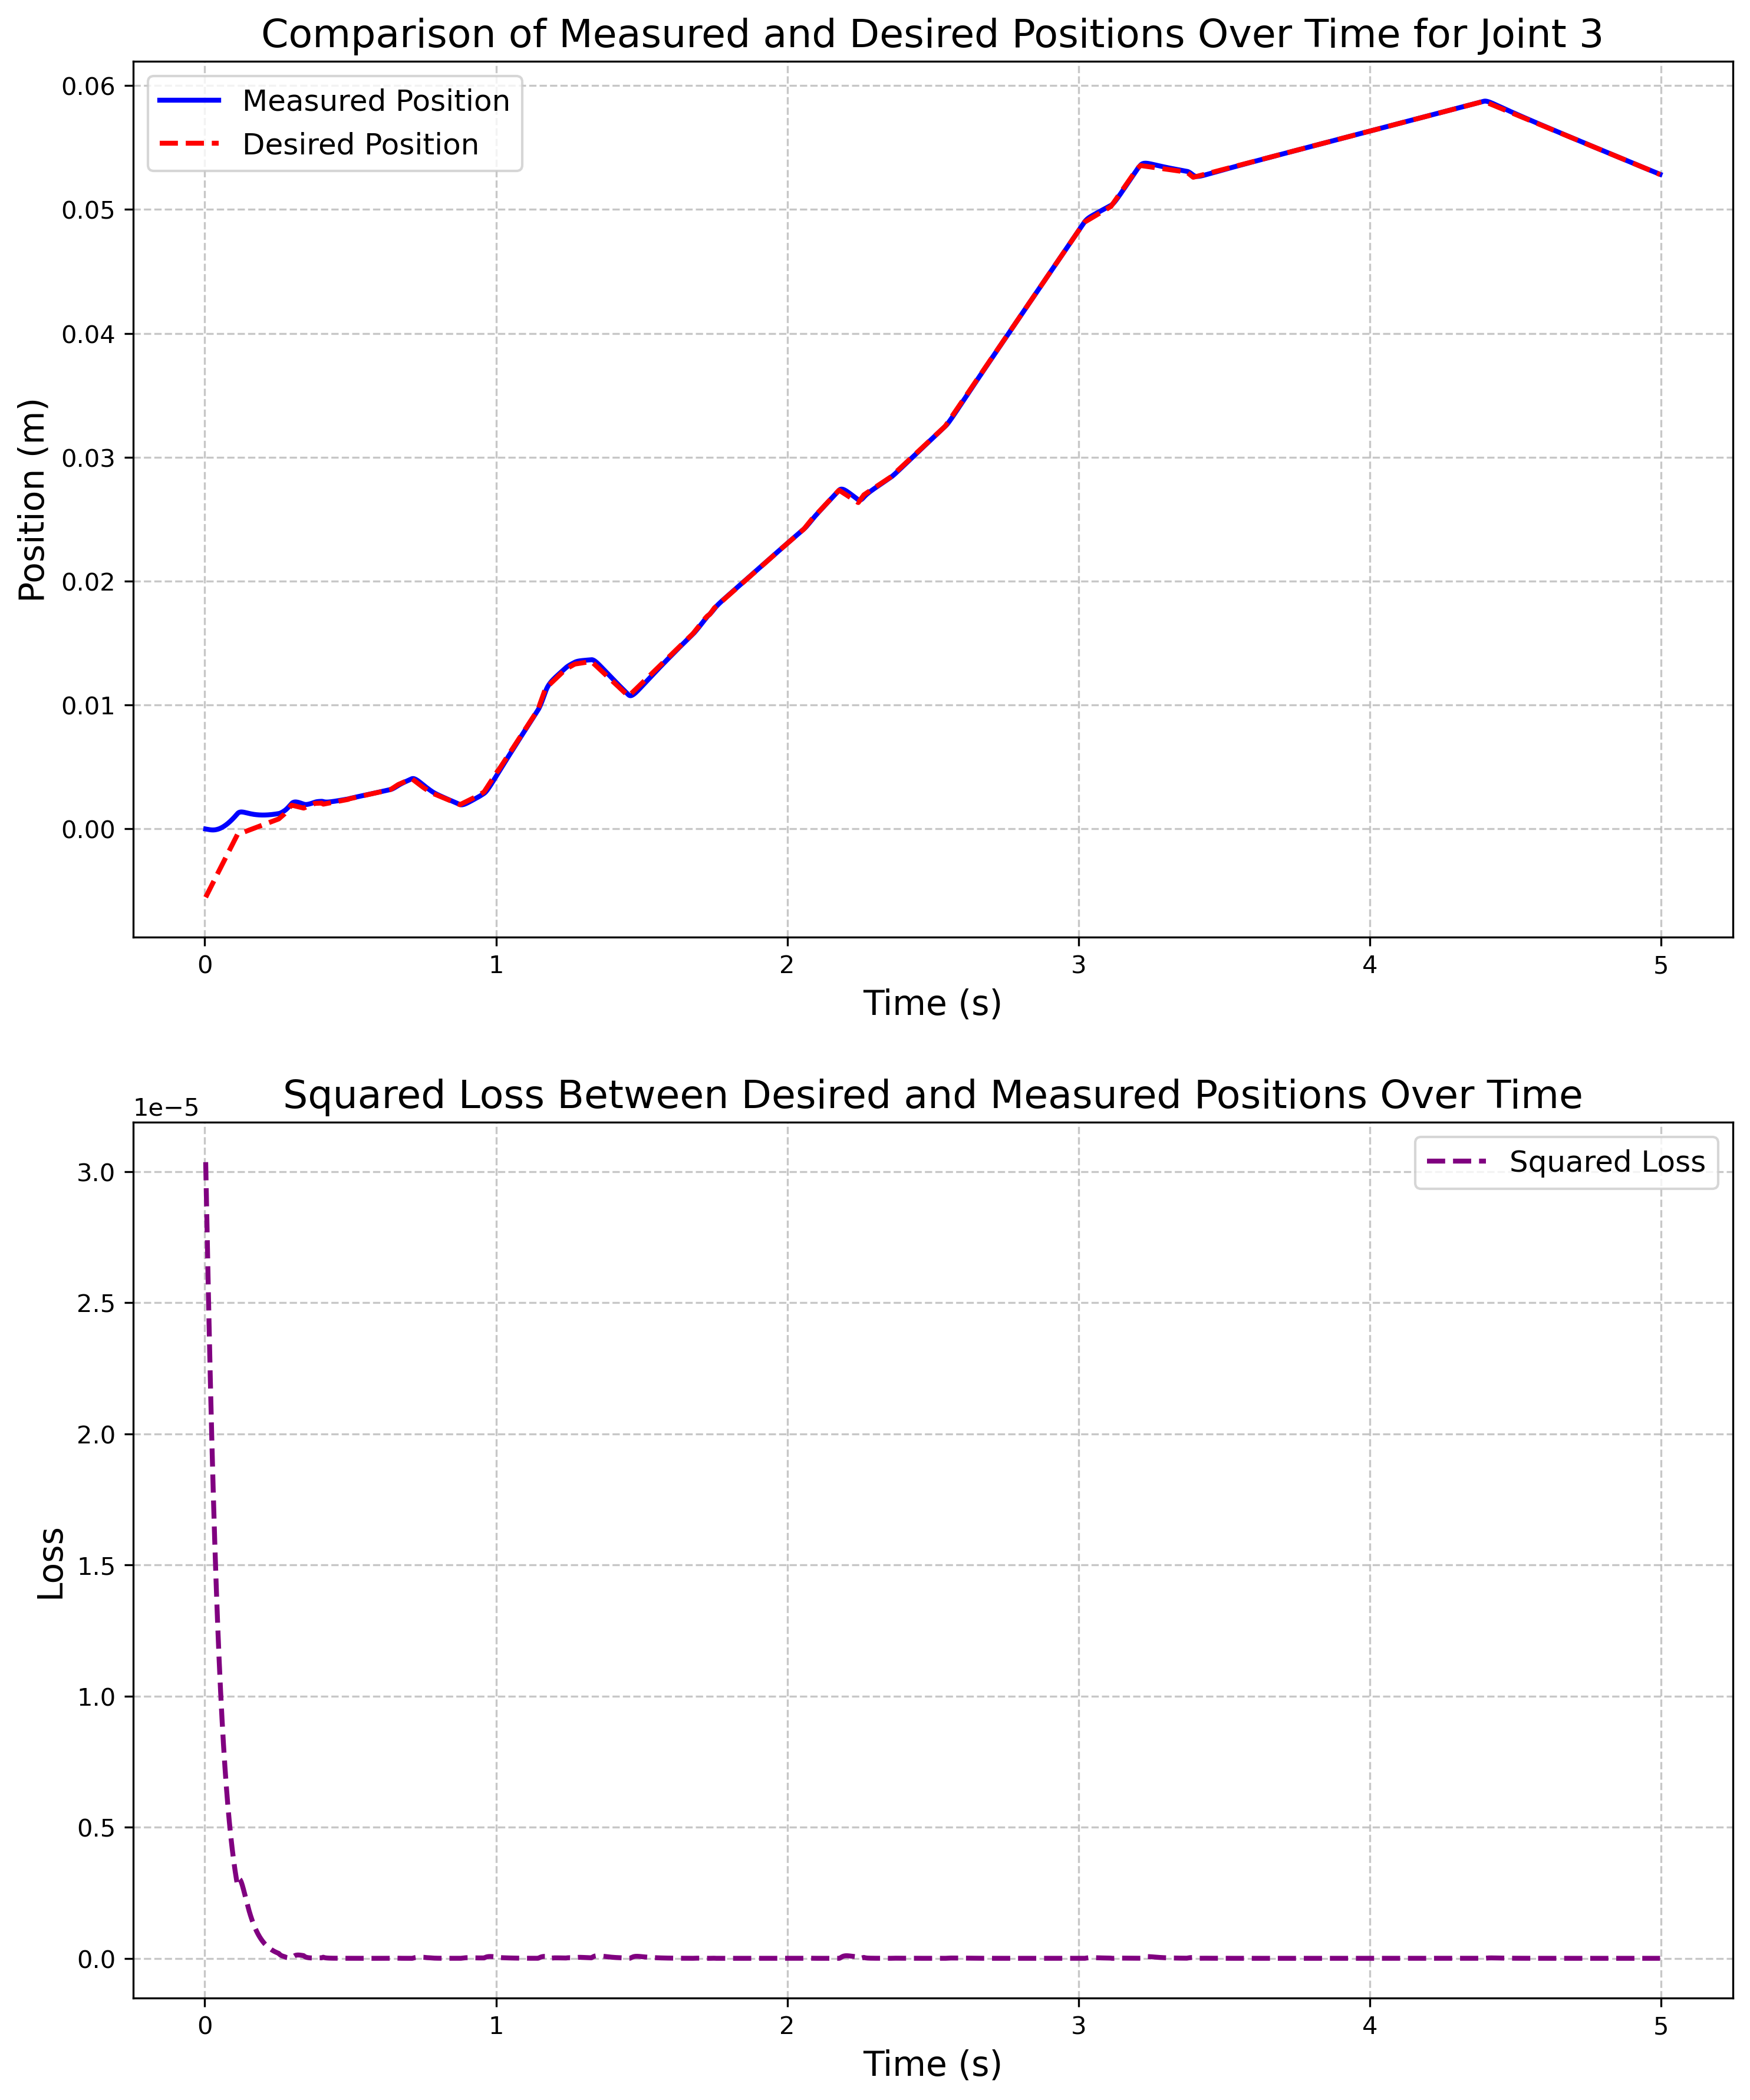 Comparison of Measured and Desired Positions Over Time for Joint 3
Measured Position
Desired Position
Position (m)
0.06
0.05
0.04
0.03
0.02
0.01
0.00
0 1 2 3 4 5
Time (s)
Squared Loss Between Desired and Measured Positions Over Time
1e−5
Squared Loss
Loss
3.0
2.5
2.0
1.5
1.0
0.5
0.0
0 1 2 3 4 5
Time (s)